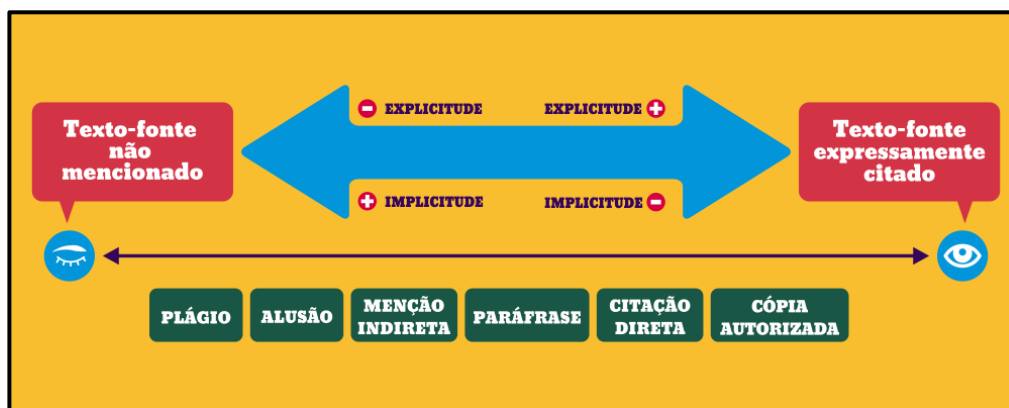 − EXPLICITUDE
EXPLICITUDE +
Texto-fonte
não
mencionado
Texto-fonte
expressamente
citado
+ IMPLICITUDE
IMPLICITUDE −
PLÁGIO
ALUSÃO
MENÇÃO
INDIRETA
PARÁFRASE
CITAÇÃO
DIRETA
CÓPIA
AUTORIZADA